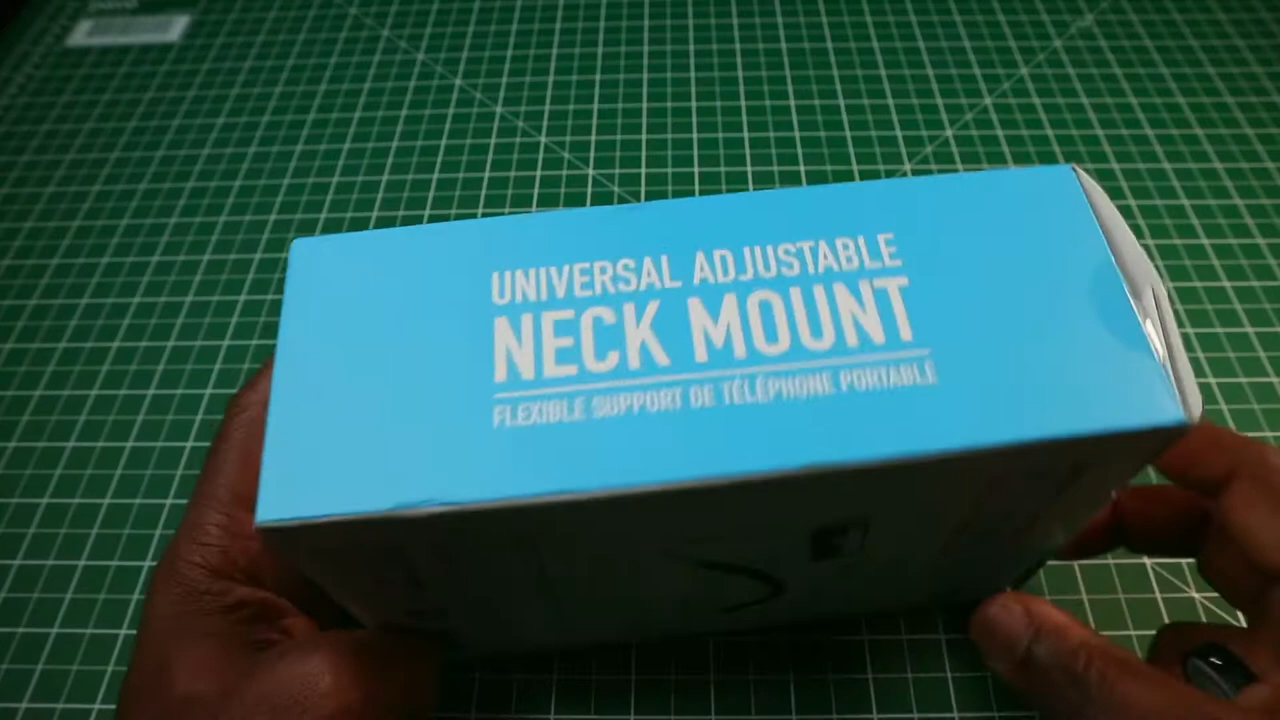 UNIVERSAL ADJUSTABLE
NECK MOUNT
FLEXIBLE SUPPORT DE TÉLÉPHONE PORTABLE